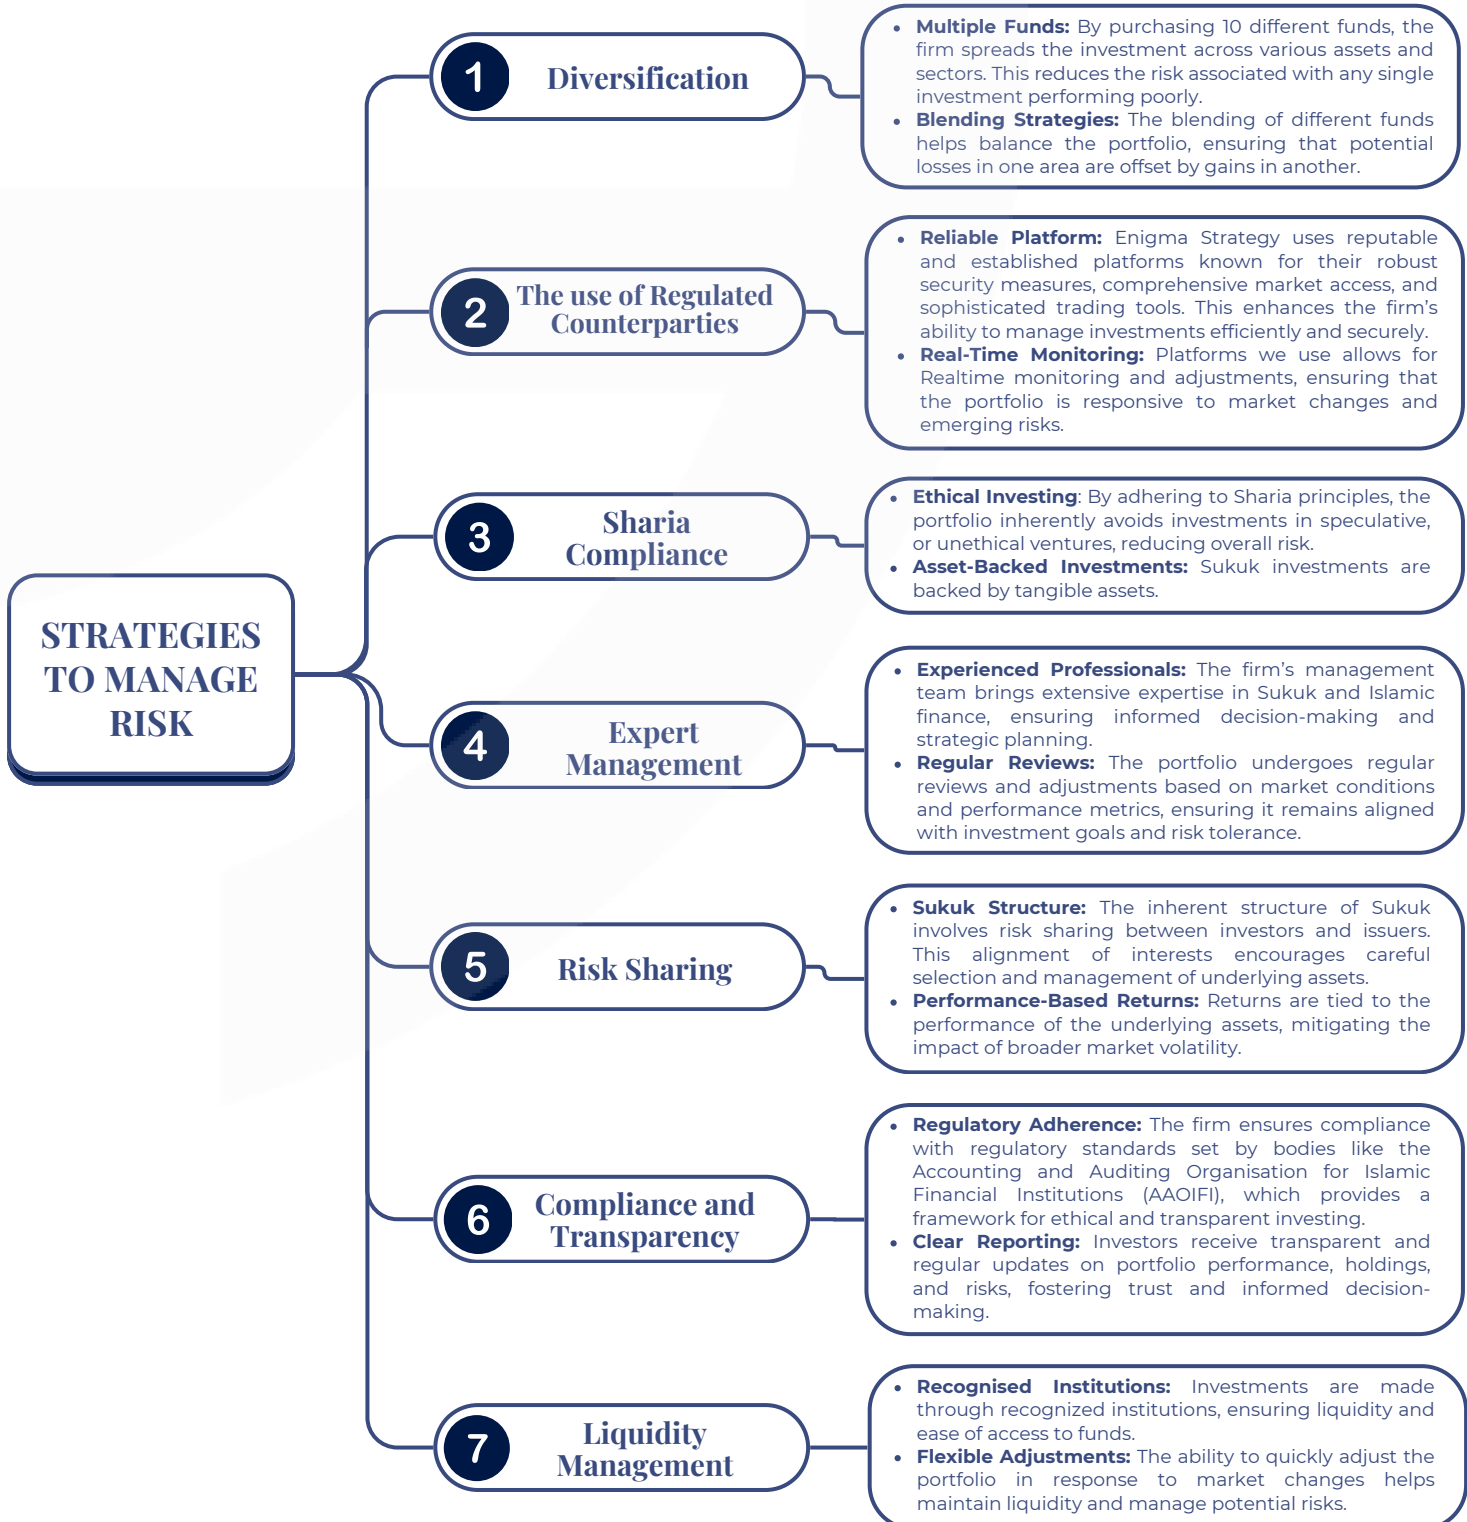 STRATEGIES
TO MANAGE
RISK
1
Diversification
• Multiple Funds: By purchasing 10 different funds, the
firm spreads the investment across various assets and
sectors. This reduces the risk associated with any single
investment performing poorly.
• Blending Strategies: The blending of different funds
helps balance the portfolio, ensuring that potential
losses in one area are offset by gains in another.
2
The use of Regulated
Counterparties
• Reliable Platform: Enigma Strategy uses reputable
and established platforms known for their robust
security measures, comprehensive market access, and
sophisticated trading tools. This enhances the firm’s
ability to manage investments efficiently and securely.
• Real-Time Monitoring: Platforms we use allows for
Realtime monitoring and adjustments, ensuring that
the portfolio is responsive to market changes and
emerging risks.
3
Sharia
Compliance
• Ethical Investing: By adhering to Sharia principles, the
portfolio inherently avoids investments in speculative,
or unethical ventures, reducing overall risk.
• Asset-Backed Investments: Sukuk investments are
backed by tangible assets.
4
Expert
Management
• Experienced Professionals: The firm’s management
team brings extensive expertise in Sukuk and Islamic
finance, ensuring informed decision-making and
strategic planning.
• Regular Reviews: The portfolio undergoes regular
reviews and adjustments based on market conditions
and performance metrics, ensuring it remains aligned
with investment goals and risk tolerance.
5
Risk Sharing
• Sukuk Structure: The inherent structure of Sukuk
involves risk sharing between investors and issuers.
This alignment of interests encourages careful
selection and management of underlying assets.
• Performance-Based Returns: Returns are tied to the
performance of the underlying assets, mitigating the
impact of broader market volatility.
6
Compliance and
Transparency
• Regulatory Adherence: The firm ensures compliance
with regulatory standards set by bodies like the
Accounting and Auditing Organisation for Islamic
Financial Institutions (AAOIFI), which provides a
framework for ethical and transparent investing.
• Clear Reporting: Investors receive transparent and
regular updates on portfolio performance, holdings,
and risks, fostering trust and informed decision-
making.
7
Liquidity
Management
• Recognised Institutions: Investments are made
through recognized institutions, ensuring liquidity and
ease of access to funds.
• Flexible Adjustments: The ability to quickly adjust the
portfolio in response to market changes helps
maintain liquidity and manage potential risks.